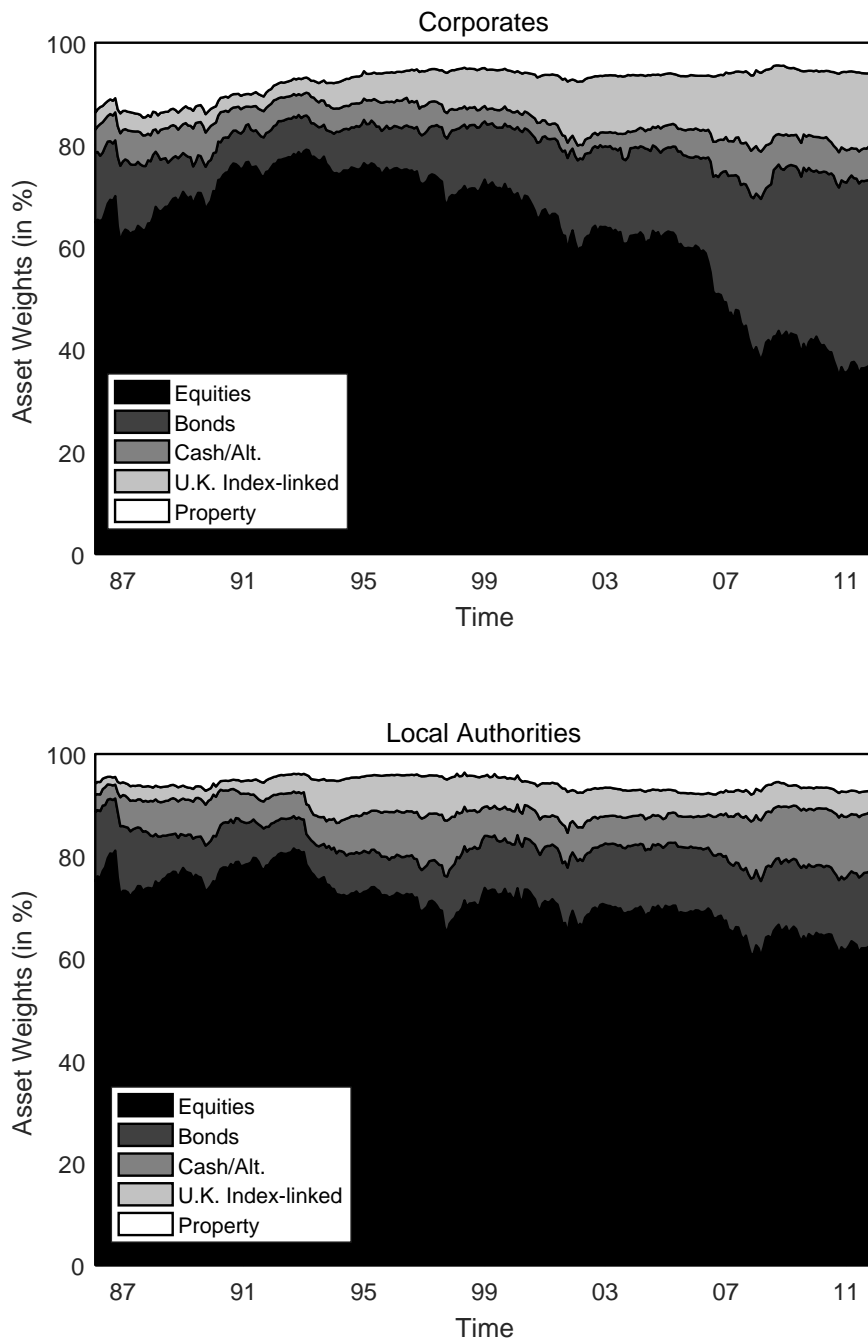 Corporates
100
80
60
40
20
0
Asset Weights (in %)
Equities
Bonds
Cash/Alt.
U.K. Index-linked
Property
87 91 95 99 03 07 11
Time
Local Authorities
100
80
60
40
20
0
Asset Weights (in %)
Equities
Bonds
Cash/Alt.
U.K. Index-linked
Property
87 91 95 99 03 07 11
Time